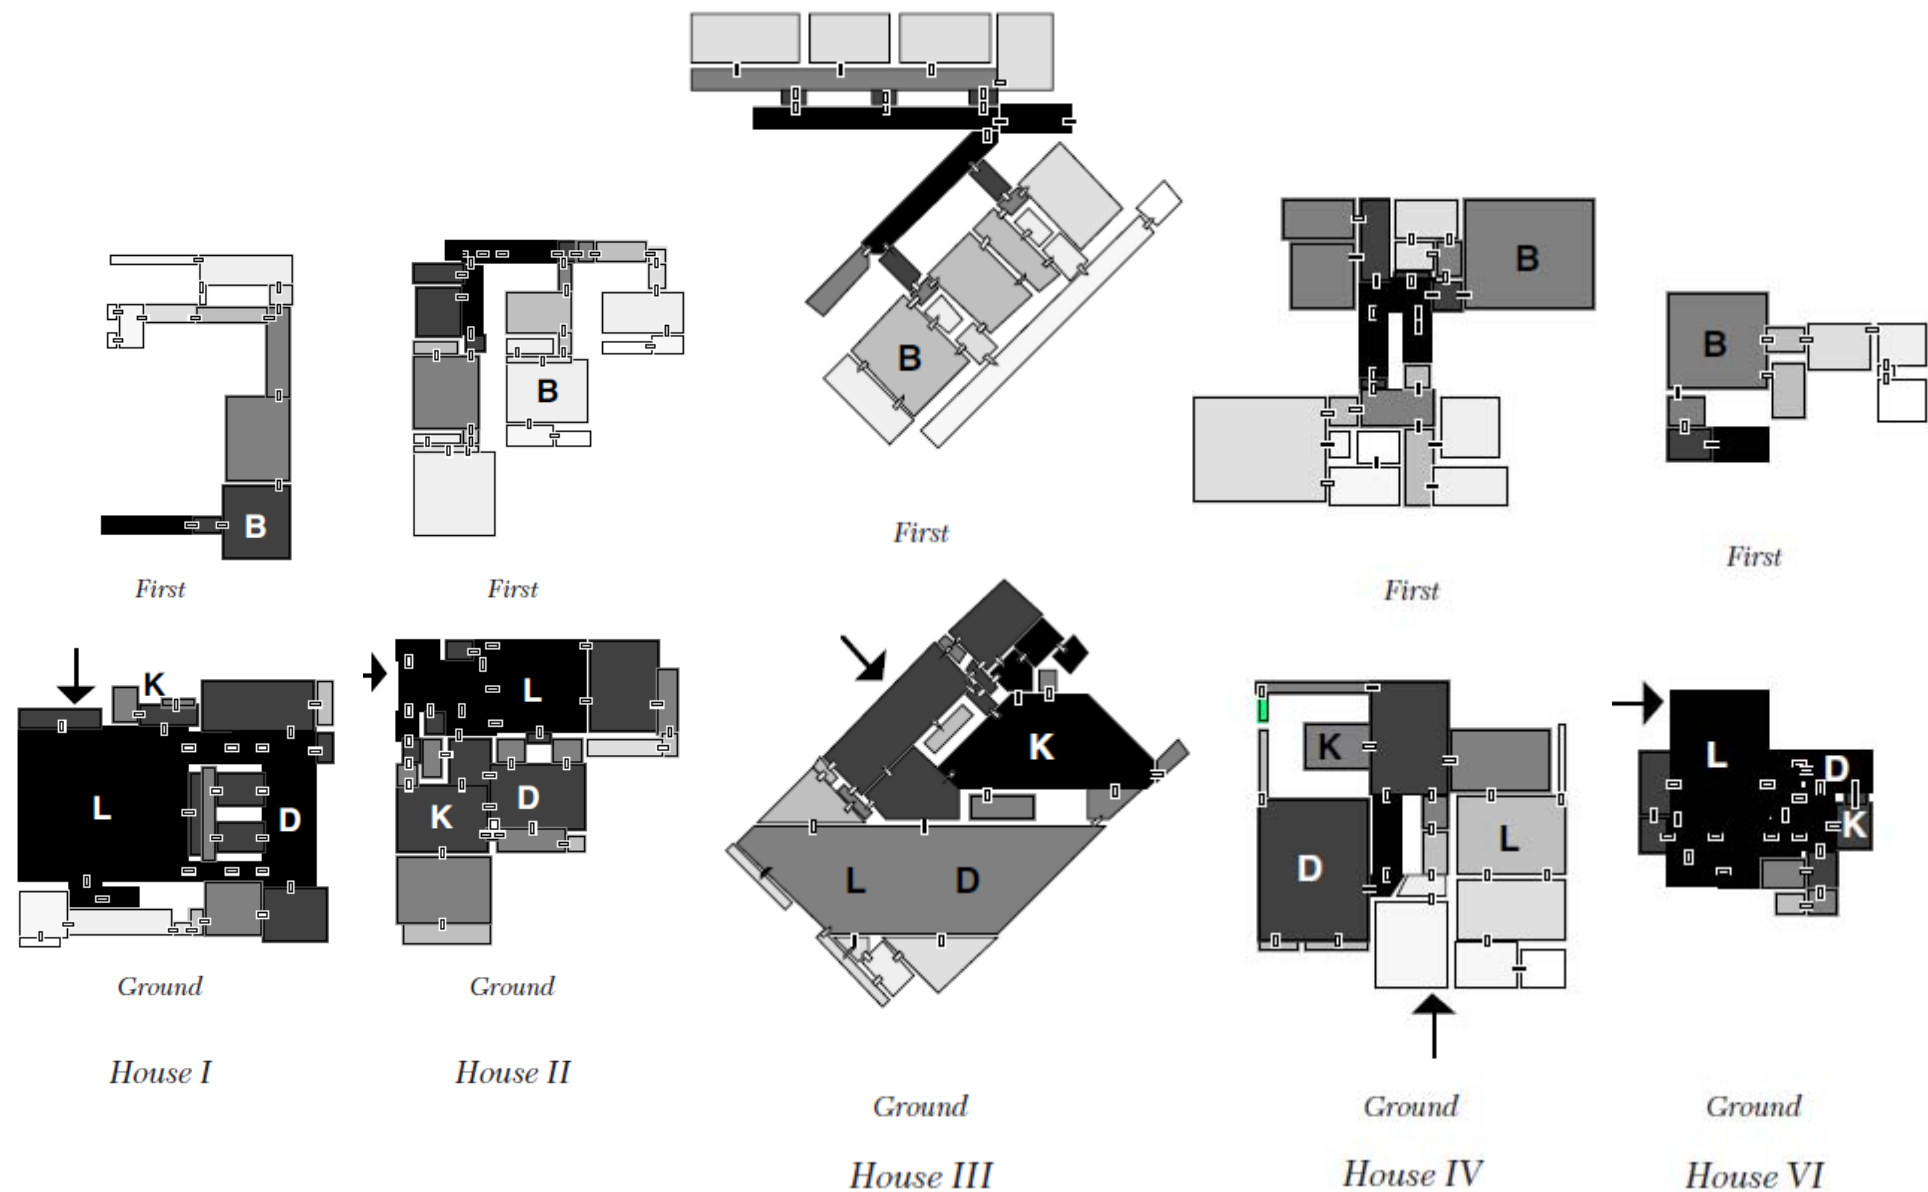 B
B
B
B
B
First
First
First
First
First
K
L
D
L
K
D
K
L
D
K
D
L
L
D
K
Ground
Ground
Ground
Ground
Ground
House I
House II
House III
House IV
House VI